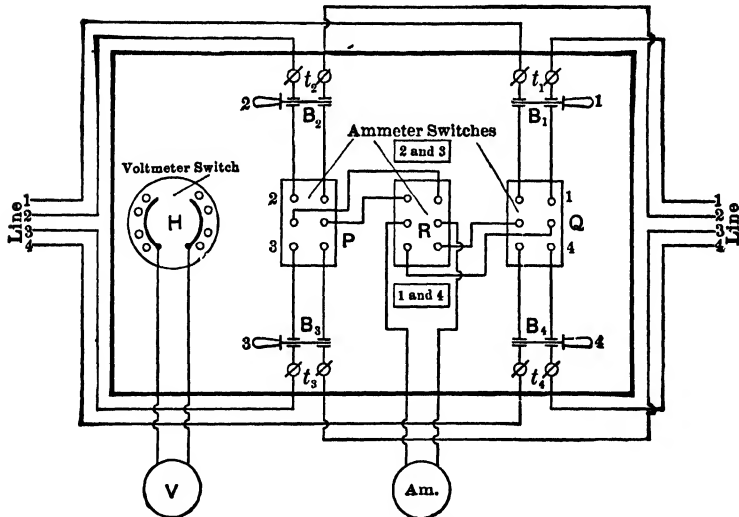 t₂
t₁
2
B₂
B₁
1
Ammeter Switches
2 and 3
Voltmeter Switch
H
2
3
P
R
1
4
Q
Line
1
2
3
4
1
2
3
4
Line
1 and 4
3
B₃
B₄
4
t₃
t₄
V
Am.